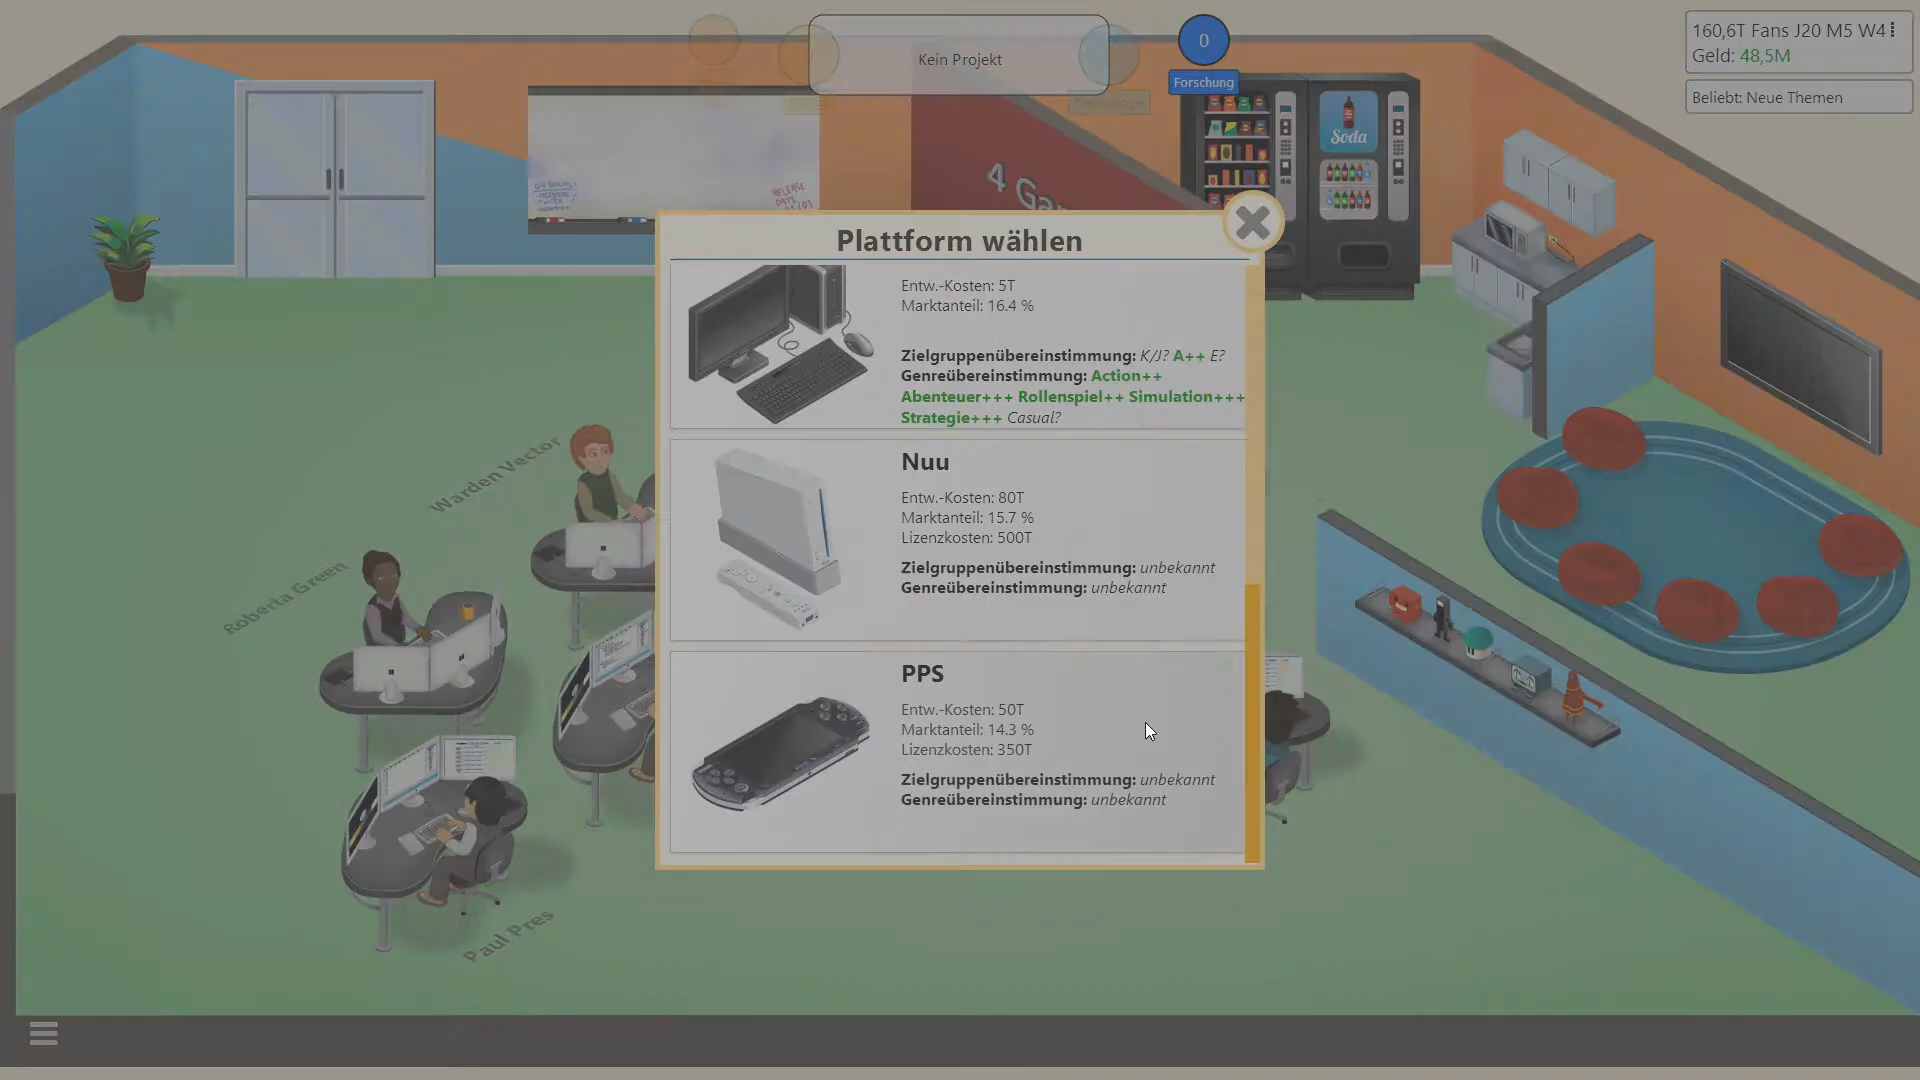 Kein Projekt
0
Forschung
160,6T Fans J20 M5 W4
Geld: 48,5M
Beliebt: Neue Themen
Soda
RELEASE
DATE
4 Ga
Plattform wählen
Entw.-Kosten: 5T
Marktanteil: 16.4 %
Zielgruppenübereinstimmung: K/J? A++ E?
Genreübereinstimmung: Action++
Abenteuer+++ Rollenspiel++ Simulation+++
Strategie+++ Casual?
Nuu
Entw.-Kosten: 80T
Marktanteil: 15.7 %
Lizenzkosten: 500T
Zielgruppenübereinstimmung: unbekannt
Genreübereinstimmung: unbekannt
PPS
Entw.-Kosten: 50T
Marktanteil: 14.3 %
Lizenzkosten: 350T
Zielgruppenübereinstimmung: unbekannt
Genreübereinstimmung: unbekannt
Warden Vector
Roberta Green
Paul Pres